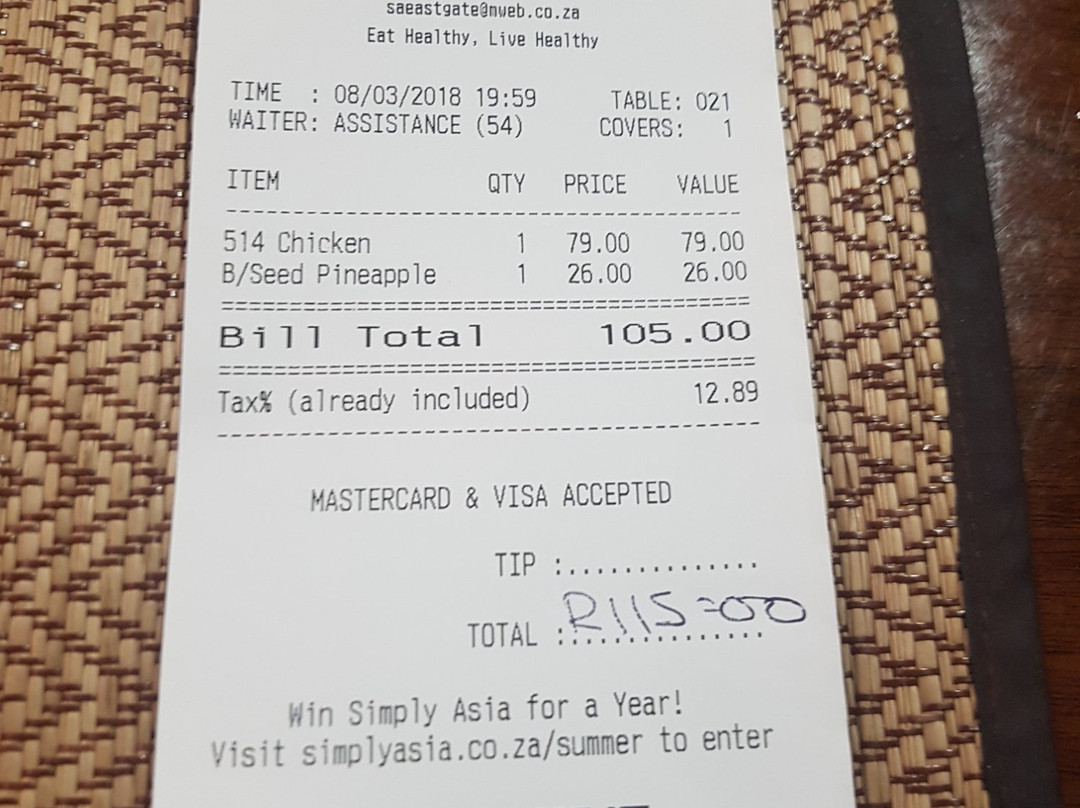 saeastgate@mweb.co.za
Eat Healthy, Live Healthy
TIME : 08/03/2018 19:59 TABLE: 021
WAITER: ASSISTANCE (54) COVERS: 1
ITEM QTY PRICE VALUE
----------------------------------------
514 Chicken 1 79.00 79.00
B/Seed Pineapple 1 26.00 26.00
========================================
Bill Total 105.00
========================================
Tax% (already included) 12.89
----------------------------------------
MASTERCARD & VISA ACCEPTED
TIP :..............
TOTAL :.............. R115=00
Win Simply Asia for a Year!
Visit simplyasia.co.za/summer to enter